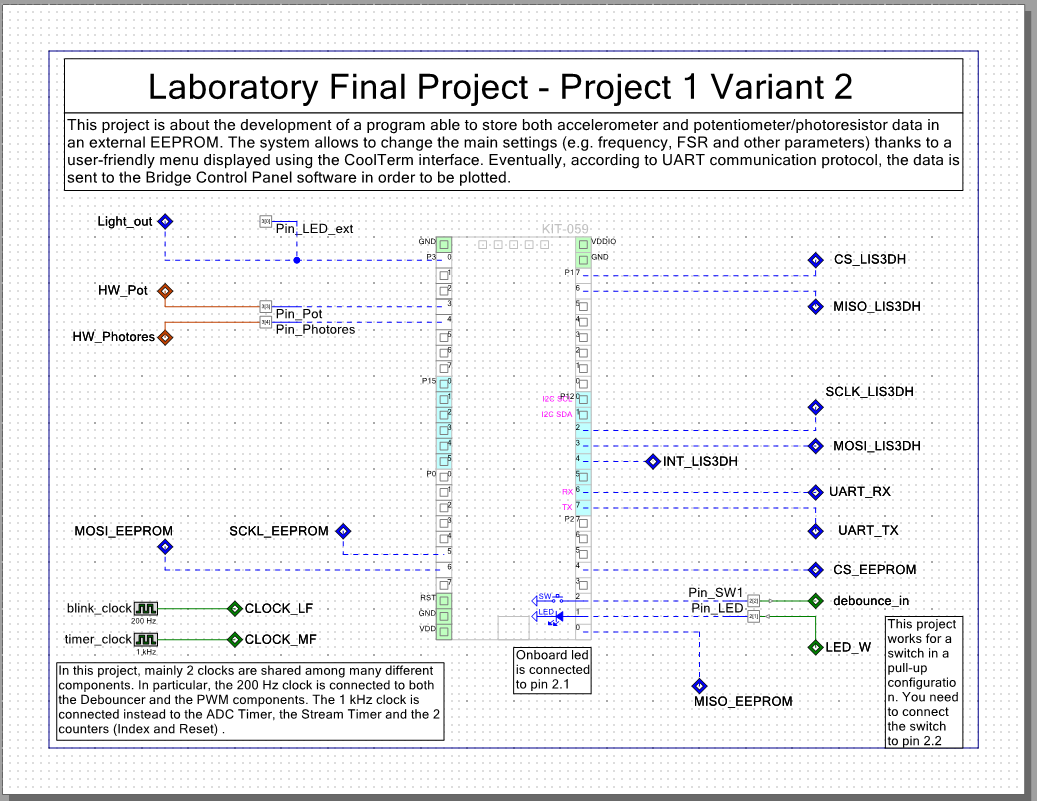 Laboratory Final Project - Project 1 Variant 2
This project is about the development of a program able to store both accelerometer and potentiometer/photoresistor data in
an external EEPROM. The system allows to change the main settings (e.g. frequency, FSR and other parameters) thanks to a
user-friendly menu displayed using the CoolTerm interface. Eventually, according to UART communication protocol, the data is
sent to the Bridge Control Panel software in order to be plotted.
Light_out
Pin_LED_ext
HW_Pot
Pin_Pot
Pin_Photores
HW_Photores
MOSI_EEPROM
SCKL_EEPROM
blink_clock
200 Hz
CLOCK_LF
timer_clock
1 kHz
CLOCK_MF
In this project, mainly 2 clocks are shared among many different
components. In particular, the 200 Hz clock is connected to both
the Debouncer and the PWM components. The 1 kHz clock is
connected instead to the ADC Timer, the Stream Timer and the 2
counters (Index and Reset) .
KIT-059
GND
P3 0
1
2
3
4
5
6
7
P15 0
1
2
3
4
5
P0 0
1
2
3
4
5
6
7
RST
GND
VDD
VDDIO
GND
P1 7
6
5
4
3
2
1
0
I2C SCL P12 0
I2C SDA 1
2
3
4
5
RX 6
TX 7
P2 7
6
5
4
3
SW 2
LED 1
0
Onboard led
is connected
to pin 2.1
CS_LIS3DH
MISO_LIS3DH
SCLK_LIS3DH
MOSI_LIS3DH
INT_LIS3DH
UART_RX
UART_TX
CS_EEPROM
Pin_SW1
debounce_in
Pin_LED
LED_W
MISO_EEPROM
This project
works for a
switch in a
pull-up
configuratio
n. You need
to connect
the switch
to pin 2.2